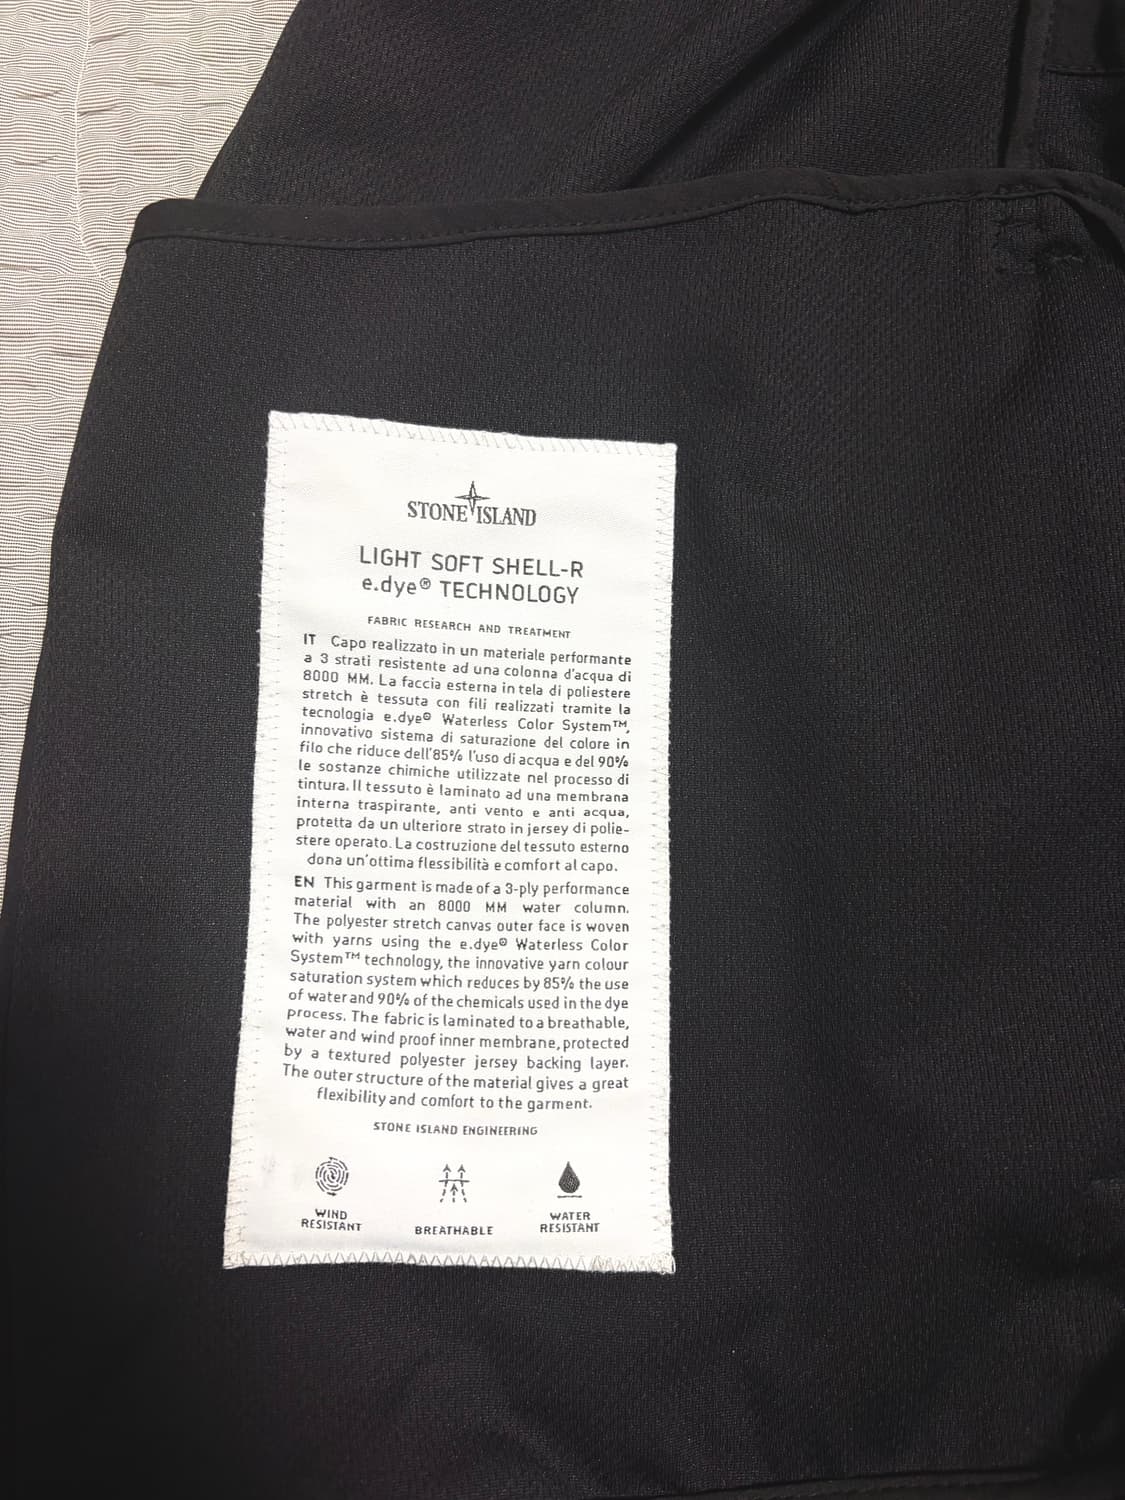 STONE ISLAND
LIGHT SOFT SHELL-R
e.dye® TECHNOLOGY
FABRIC RESEARCH AND TREATMENT
IT Capo realizzato in un materiale performante
a 3 strati resistente ad una colonna d'acqua di
8000 MM. La faccia esterna in tela di poliestere
stretch è tessuta con fili realizzati tramite la
tecnologia e.dye® Waterless Color System™,
innovativo sistema di saturazione del colore in
filo che riduce dell'85% l'uso di acqua e del 90%
le sostanze chimiche utilizzate nel processo di
tintura. Il tessuto è laminato ad una membrana
interna traspirante, anti vento e anti acqua,
protetta da un ulteriore strato in jersey di polie-
stere operato. La costruzione del tessuto esterno
dona un'ottima flessibilità e comfort al capo.
EN This garment is made of a 3-ply performance
material with an 8000 MM water column.
The polyester stretch canvas outer face is woven
with yarns using the e.dye® Waterless Color
System™ technology, the innovative yarn colour
saturation system which reduces by 85% the use
of water and 90% of the chemicals used in the dye
process. The fabric is laminated to a breathable,
water and wind proof inner membrane, protected
by a textured polyester jersey backing layer.
The outer structure of the material gives a great
flexibility and comfort to the garment.
STONE ISLAND ENGINEERING
WIND
RESISTANT
BREATHABLE
WATER
RESISTANT